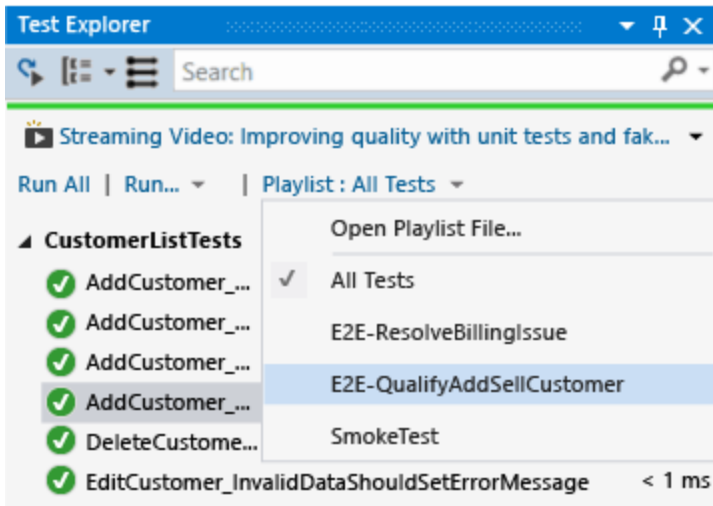 Test Explorer
Search
Streaming Video: Improving quality with unit tests and fak...
Run All | Run... | Playlist : All Tests
Open Playlist File...
CustomerListTests
AddCustomer_... All Tests
AddCustomer_...
E2E-ResolveBillingIssue
AddCustomer_...
E2E-QualifyAddSellCustomer
AddCustomer_...
DeleteCustome... SmokeTest
EditCustomer_InvalidDataShouldSetErrorMessage < 1 ms